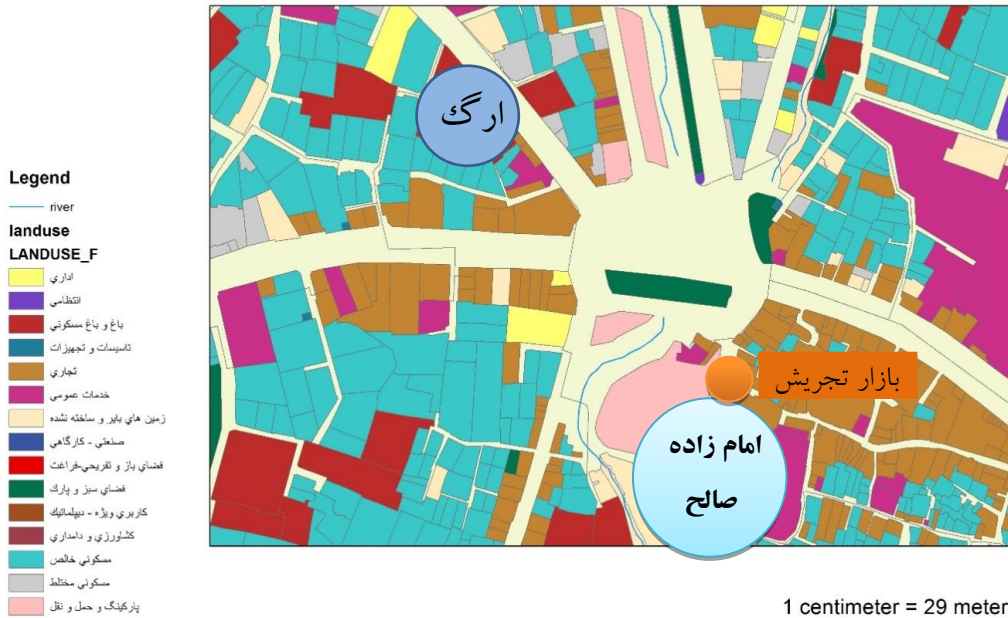 Legend
river
landuse
LANDUSE_F
اداري
انتظامي
باغ و باغ مسكوني
تاسيسات و تجهيزات
تجاري
خدمات عمومي
زمين هاي باير و ساخته نشده
صنعتي - كارگاهي
فضاي باز و تفريحي-فراغت
فضاي سبز و پارك
كاربري ويژه - ديپلماتيك
كشاورزي و دامداري
مسكوني خالص
مسكوني مختلط
پاركينگ و حمل و نقل
ارگ
بازار تجریش
امام زاده
صالح
1 centimeter = 29 meter